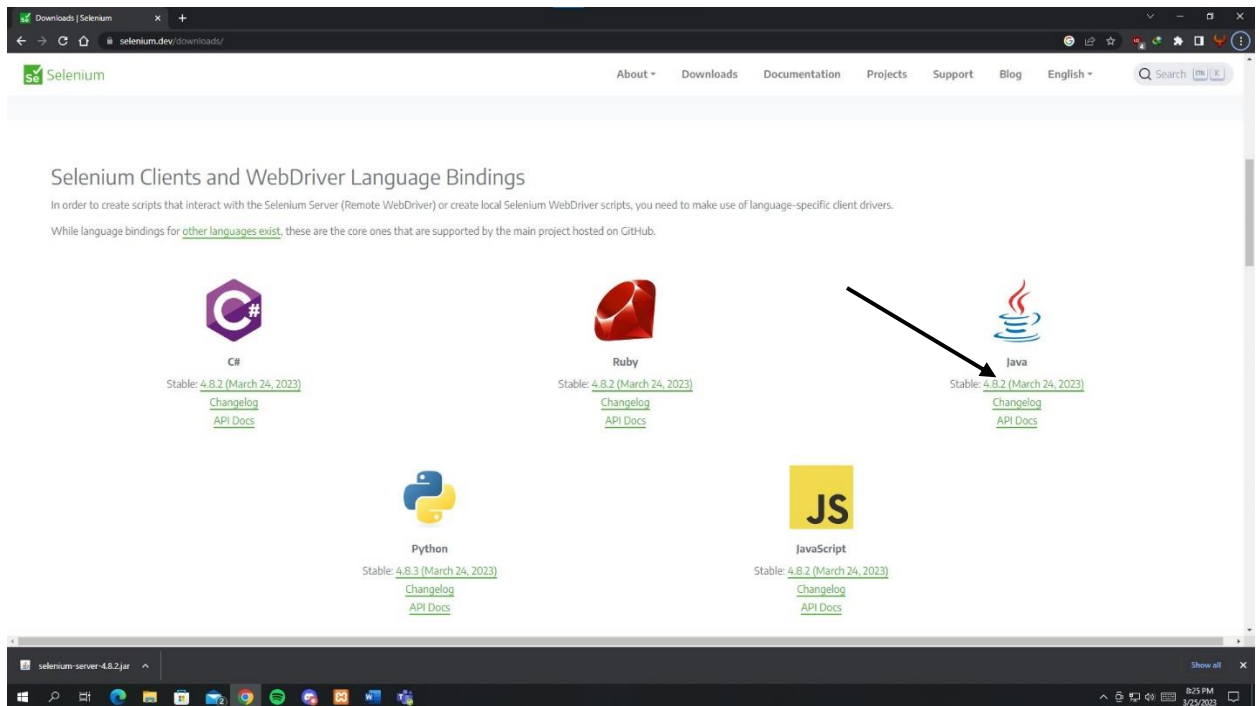 Downloads | Selenium
selenium.dev/downloads/
Se Selenium
About Downloads Documentation Projects Support Blog English Search
Selenium Clients and WebDriver Language Bindings
In order to create scripts that interact with the Selenium Server (Remote WebDriver) or create local Selenium WebDriver scripts, you need to make use of language-specific client drivers.
While language bindings for other languages exist, these are the core ones that are supported by the main project hosted on GitHub.
C#
C#
Stable: 4.8.2 (March 24, 2023)
Changelog
API Docs
Ruby
Stable: 4.8.2 (March 24, 2023)
Changelog
API Docs
Java
Stable: 4.8.2 (March 24, 2023)
Changelog
API Docs
Python
Stable: 4.8.3 (March 24, 2023)
Changelog
API Docs
JS
JavaScript
Stable: 4.8.2 (March 24, 2023)
Changelog
API Docs
selenium-server-4.8.2.jar
Show all
8:25 PM
3/25/2023